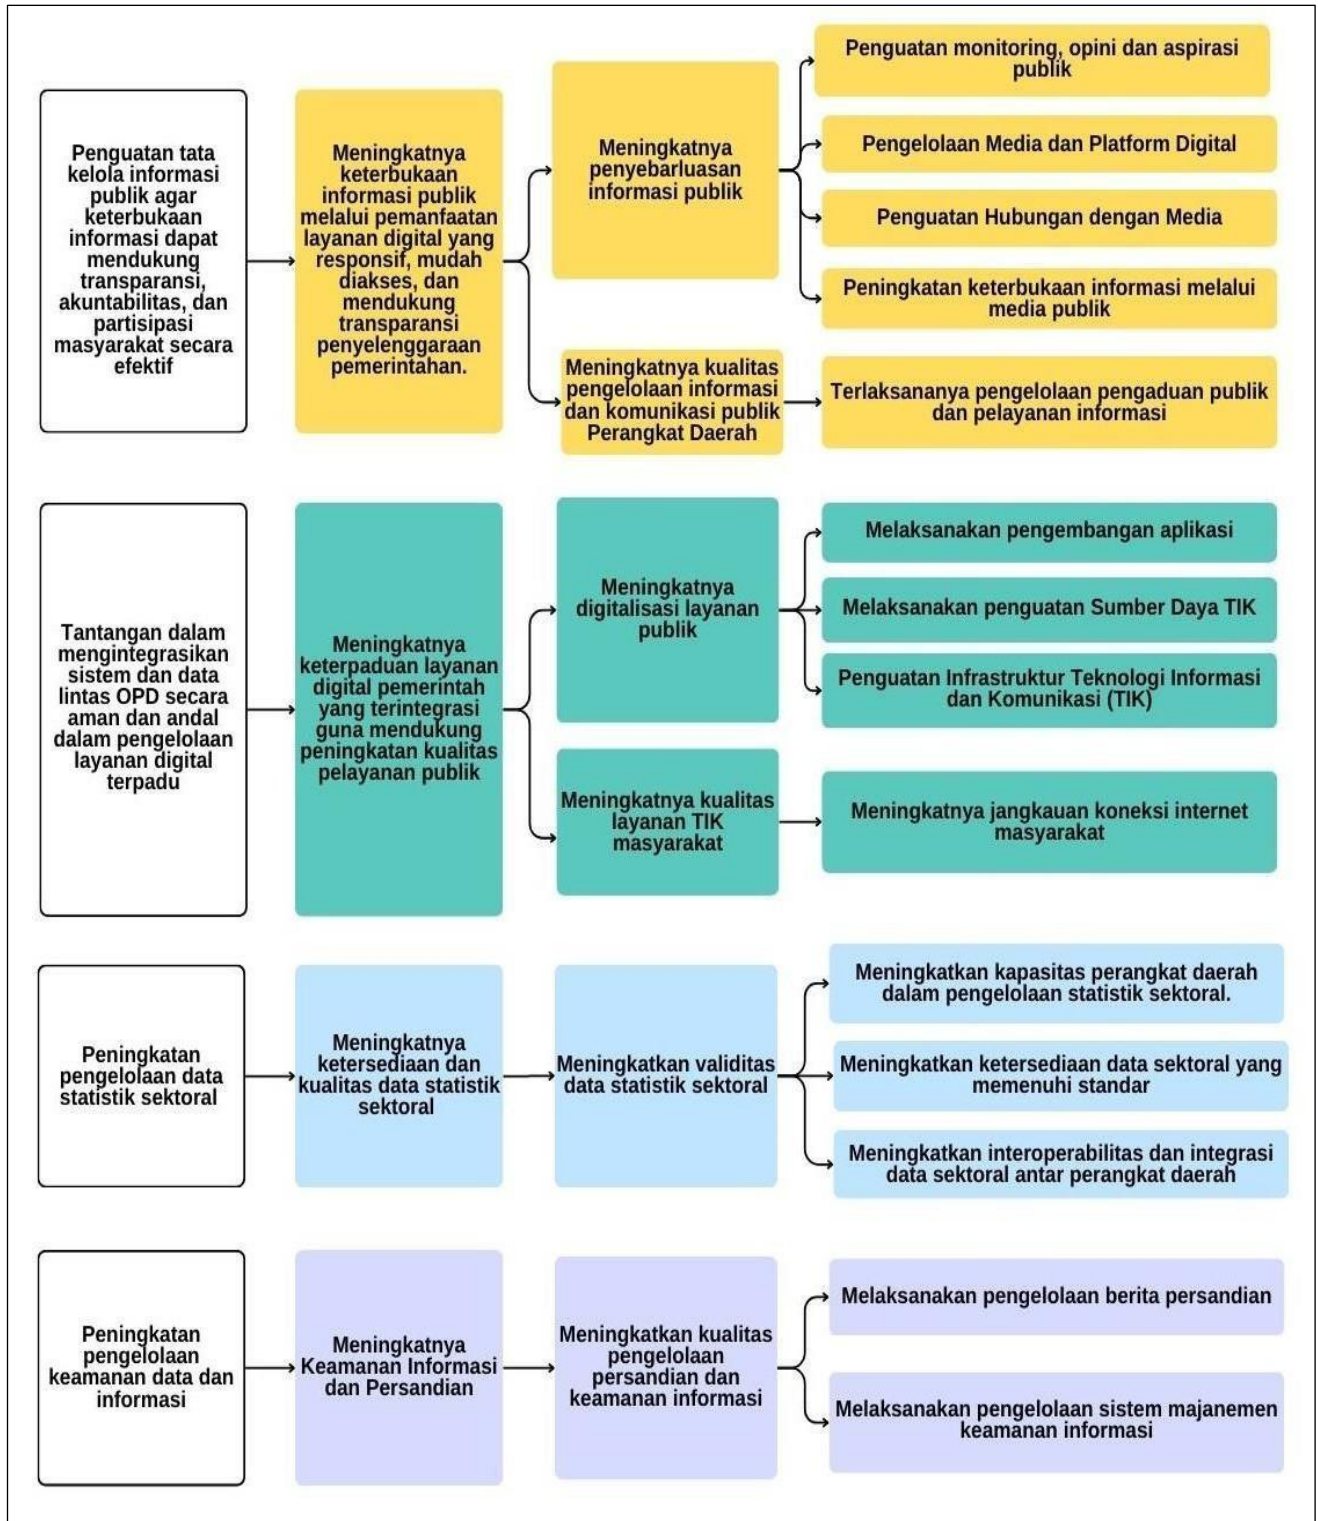 Penguatan tata
kelola informasi
publik agar
keterbukaan
informasi dapat
mendukung
transparansi,
akuntabilitas, dan
partisipasi
masyarakat secara
efektif
Meningkatnya
keterbukaan
informasi publik
melalui pemanfaatan
layanan digital yang
responsif, mudah
diakses, dan
mendukung
transparansi
penyelenggaraan
pemerintahan.
Meningkatnya
penyebarluasan
informasi publik
Penguatan monitoring, opini dan aspirasi
publik
Pengelolaan Media dan Platform Digital
Penguatan Hubungan dengan Media
Peningkatan keterbukaan informasi melalui
media publik
Meningkatnya kualitas
pengelolaan informasi
dan komunikasi publik
Perangkat Daerah
Terlaksananya pengelolaan pengaduan publik
dan pelayanan informasi
Tantangan dalam
mengintegrasikan
sistem dan data
lintas OPD secara
aman dan andal
dalam pengelolaan
layanan digital
terpadu
Meningkatnya
keterpaduan layanan
digital pemerintah
yang terintegrasi
guna mendukung
peningkatan kualitas
pelayanan publik
Meningkatnya
digitalisasi layanan
publik
Melaksanakan pengembangan aplikasi
Melaksanakan penguatan Sumber Daya TIK
Penguatan Infrastruktur Teknologi Informasi
dan Komunikasi (TIK)
Meningkatnya kualitas
layanan TIK
masyarakat
Meningkatnya jangkauan koneksi internet
masyarakat
Peningkatan
pengelolaan data
statistik sektoral
Meningkatnya
ketersediaan dan
kualitas data statistik
sektoral
Meningkatkan validitas
data statistik sektoral
Meningkatkan kapasitas perangkat daerah
dalam pengelolaan statistik sektoral.
Meningkatkan ketersediaan data sektoral yang
memenuhi standar
Meningkatkan interoperabilitas dan integrasi
data sektoral antar perangkat daerah
Peningkatan
pengelolaan
keamanan data dan
informasi
Meningkatnya
Keamanan Informasi
dan Persandian
Meningkatkan kualitas
pengelolaan
persandian dan
keamanan informasi
Melaksanakan pengelolaan berita persandian
Melaksanakan pengelolaan sistem majanemen
keamanan informasi